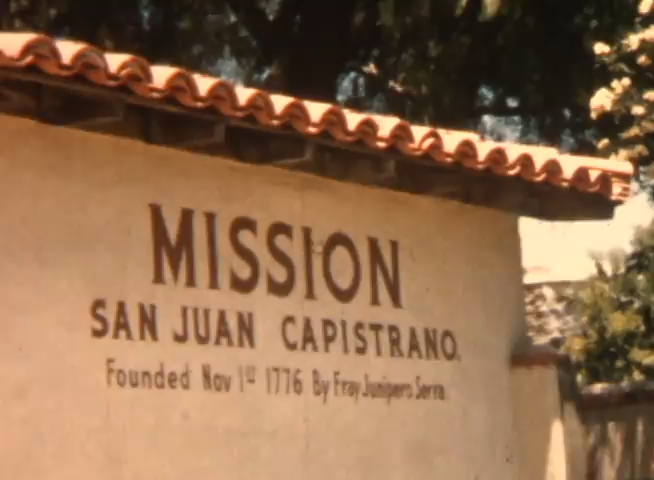 MISSION
SAN JUAN CAPISTRANO.
Founded Nov 1st 1776 By Fray Junipero Serra.